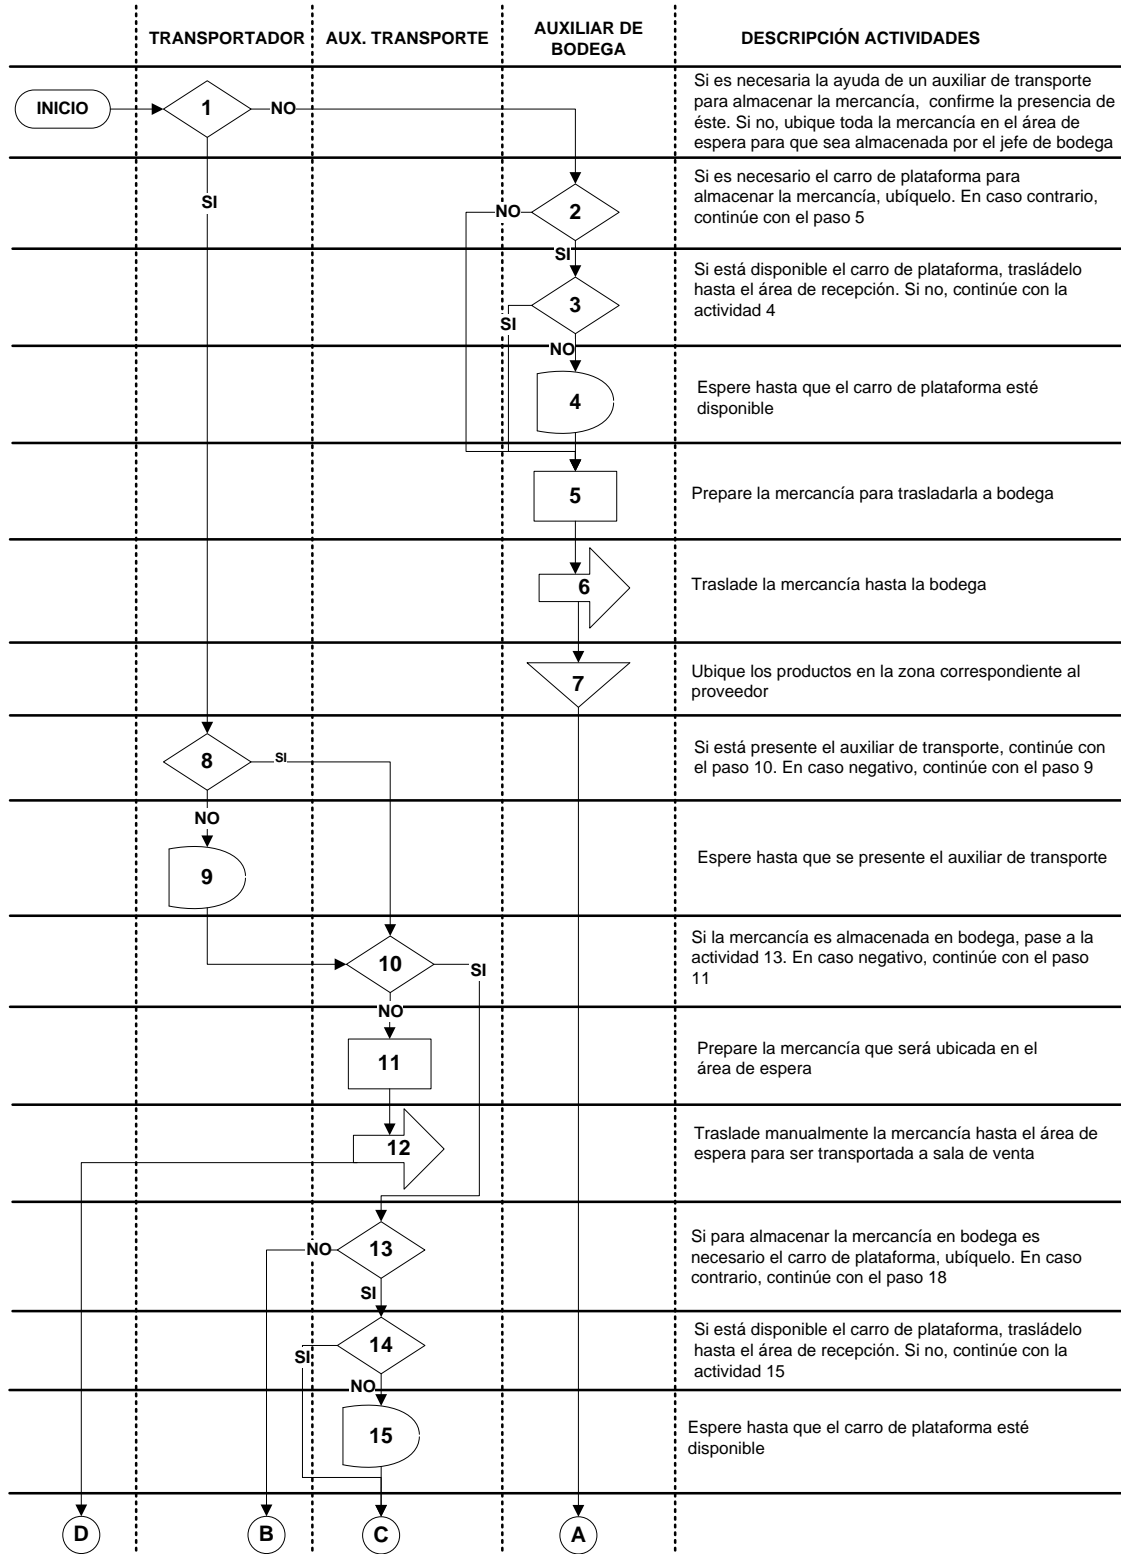 TRANSPORTADOR
AUX. TRANSPORTE
AUXILIAR DE
BODEGA
DESCRIPCIÓN ACTIVIDADES
INICIO
1
NO
SI
Si es necesaria la ayuda de un auxiliar de transporte
para almacenar la mercancía, confirme la presencia de
éste. Si no, ubique toda la mercancía en el área de
espera para que sea almacenada por el jefe de bodega
NO
2
SI
Si es necesario el carro de plataforma para
almacenar la mercancía, ubíquelo. En caso contrario,
continúe con el paso 5
3
SI
NO
Si está disponible el carro de plataforma, trasládelo
hasta el área de recepción. Si no, continúe con la
actividad 4
4
Espere hasta que el carro de plataforma esté
disponible
5
Prepare la mercancía para trasladarla a bodega
6
Traslade la mercancía hasta la bodega
7
Ubique los productos en la zona correspondiente al
proveedor
8
SI
NO
Si está presente el auxiliar de transporte, continúe con
el paso 10. En caso negativo, continúe con el paso 9
9
Espere hasta que se presente el auxiliar de transporte
10
SI
NO
Si la mercancía es almacenada en bodega, pase a la
actividad 13. En caso negativo, continúe con el paso
11
11
Prepare la mercancía que será ubicada en el
área de espera
12
Traslade manualmente la mercancía hasta el área de
espera para ser transportada a sala de venta
NO
13
SI
Si para almacenar la mercancía en bodega es
necesario el carro de plataforma, ubíquelo. En caso
contrario, continúe con el paso 18
14
SI
NO
Si está disponible el carro de plataforma, trasládelo
hasta el área de recepción. Si no, continúe con la
actividad 15
15
Espere hasta que el carro de plataforma esté
disponible
D
B
C
A